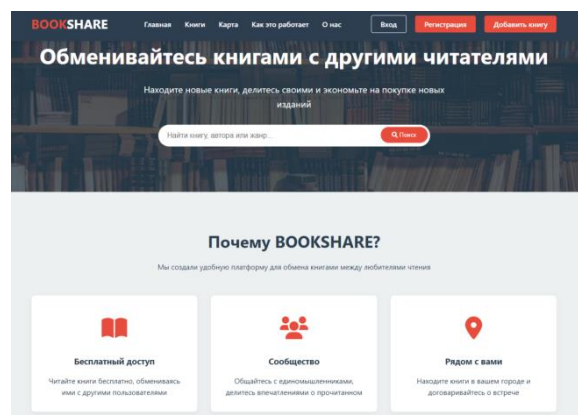 BOOKSHARE
Главная Книги Карта Как это работает О нас Вход Регистрация Добавить книгу
Обменивайтесь книгами с другими читателями
Находите новые книги, делитесь своими и экономьте на покупке новых
изданий
Найти книгу, автора или жанр... Поиск
Почему BOOKSHARE?
Мы создали удобную платформу для обмена книгами между любителями чтения
Бесплатный доступ
Читайте книги бесплатно, обмениваясь
ими с другими пользователями
Сообщество
Общайтесь с единомышленниками,
делитесь впечатлениями о прочитанном
Рядом с вами
Находите книги в вашем городе и
договаривайтесь о встрече